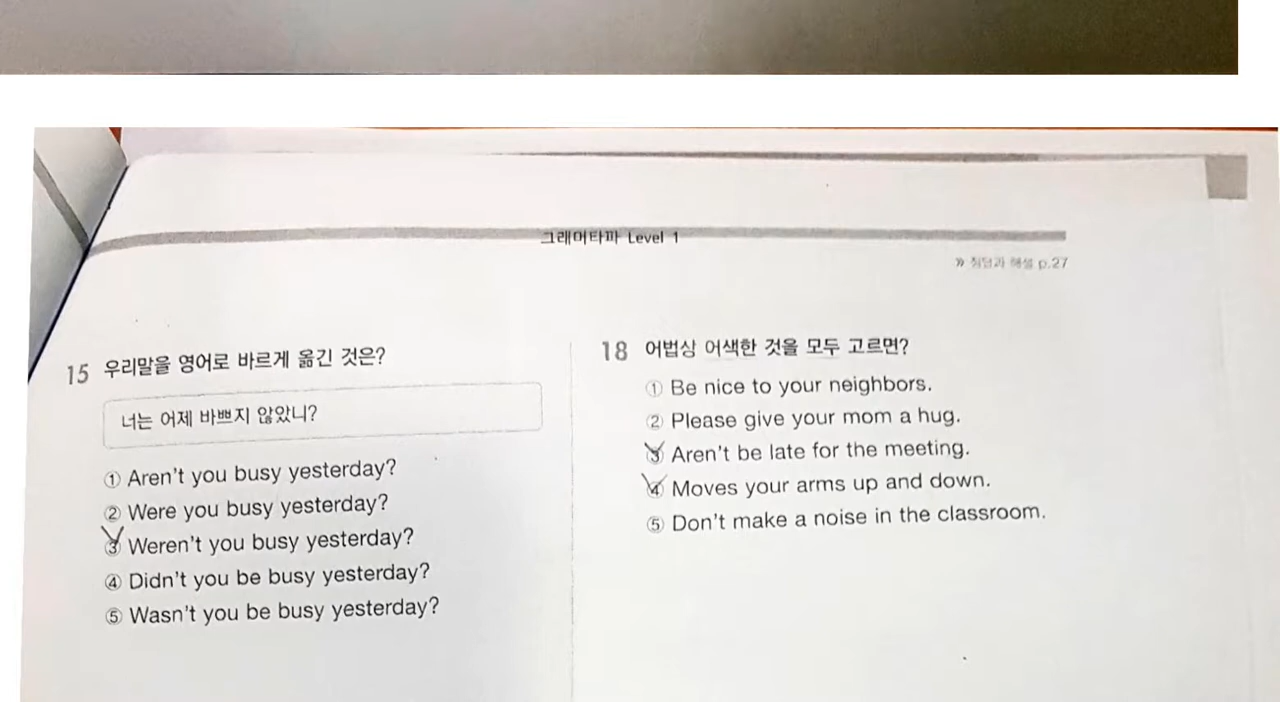 그래머타파 Level 1
» 정답과 해설 p.27
15 우리말을 영어로 바르게 옮긴 것은?
너는 어제 바쁘지 않았니?
① Aren't you busy yesterday?
② Were you busy yesterday?
③ Weren't you busy yesterday?
④ Didn't you be busy yesterday?
⑤ Wasn't you be busy yesterday?
18 어법상 어색한 것을 모두 고르면?
① Be nice to your neighbors.
② Please give your mom a hug.
③ Aren't be late for the meeting.
④ Moves your arms up and down.
⑤ Don't make a noise in the classroom.